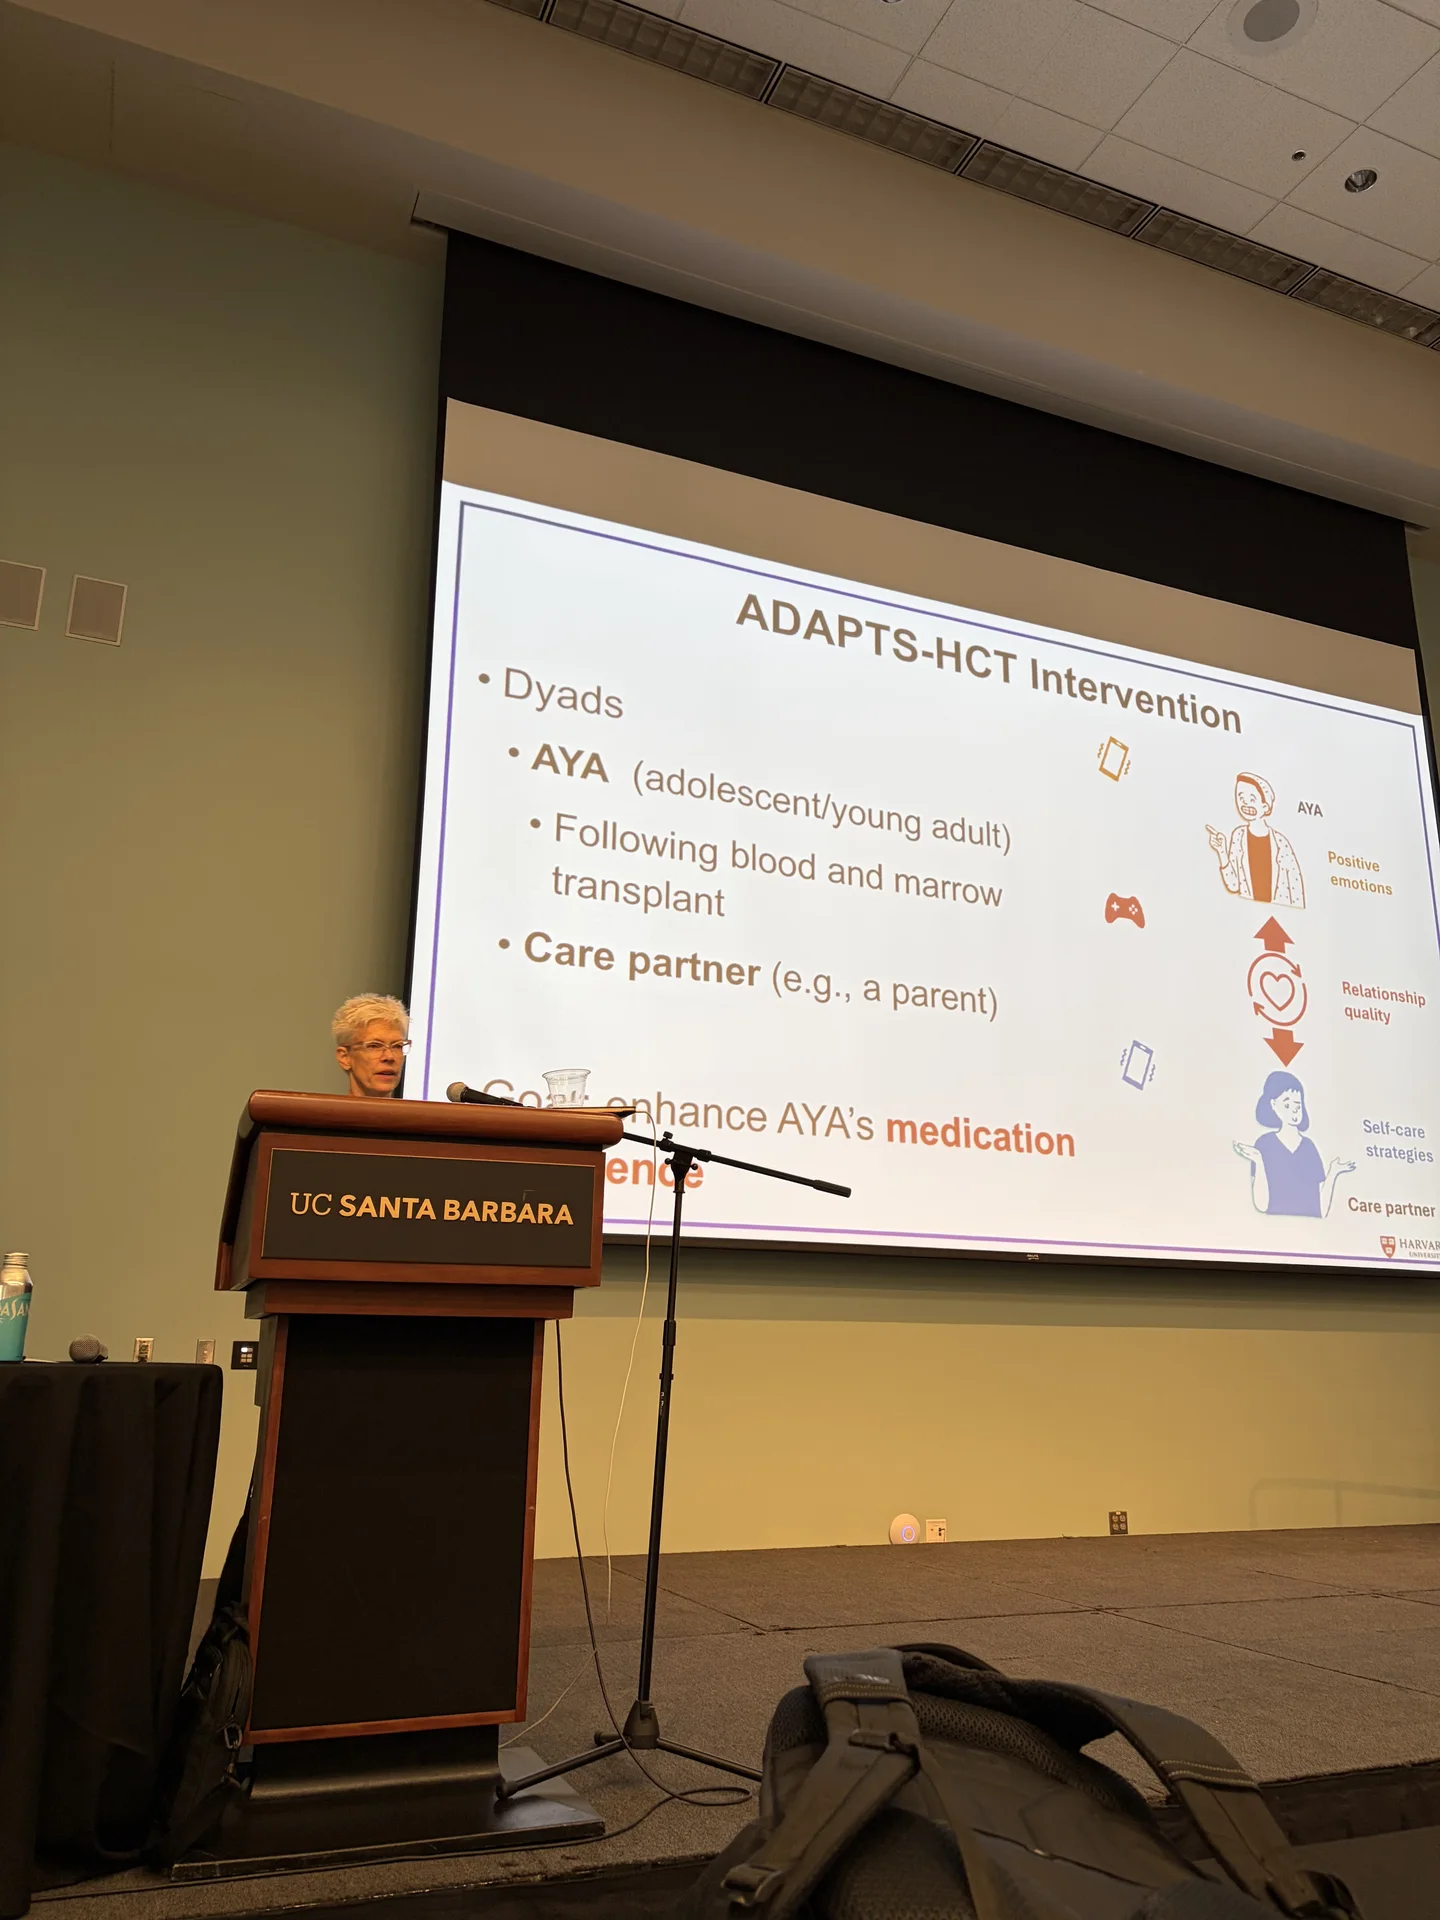 ADAPTS-HCT Intervention
• Dyads
• AYA (adolescent/young adult)
• Following blood and marrow
transplant
• Care partner (e.g., a parent)
enhance AYA's medication
AYA
Positive
emotions
Relationship
quality
Self-care
strategies
Care partner
UC SANTA BARBARA